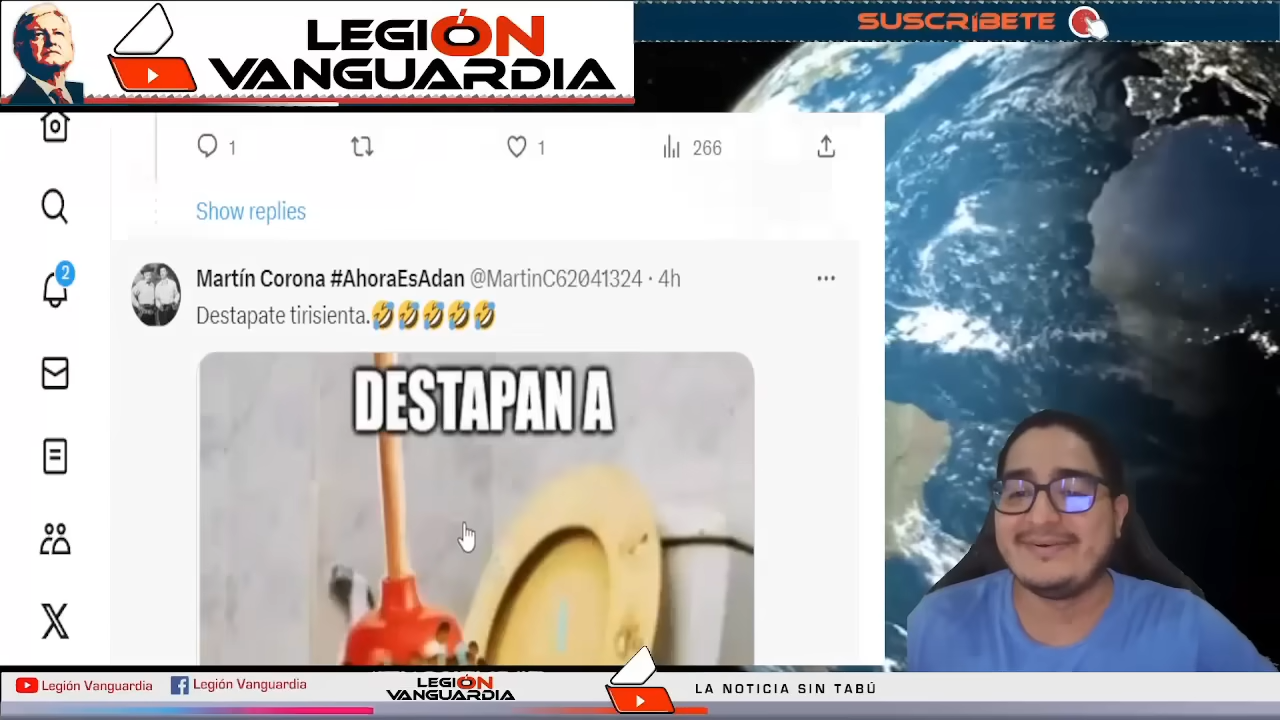 LEGIÓN
VANGUARDIA
SUSCRÍBETE
1
1
266
Show replies
2
Martín Corona #AhoraEsAdan @MartinC62041324 · 4h
Destapate tirisienta.🤣🤣🤣🤣🤣
DESTAPAN A
Legión Vanguardia
Legión Vanguardia
LEGIÓN
VANGUARDIA
LA NOTICIA SIN TABÚ